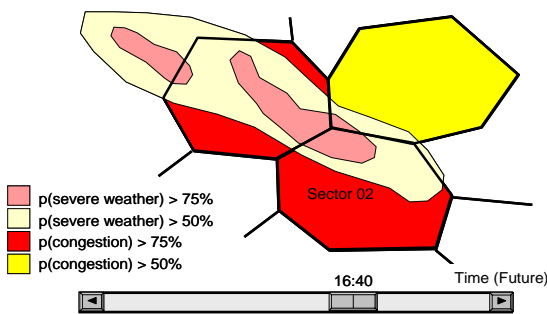 Sector 02
p(severe weather) > 75%
p(severe weather) > 50%
p(congestion) > 75%
p(congestion) > 50%
16:40
Time (Future)